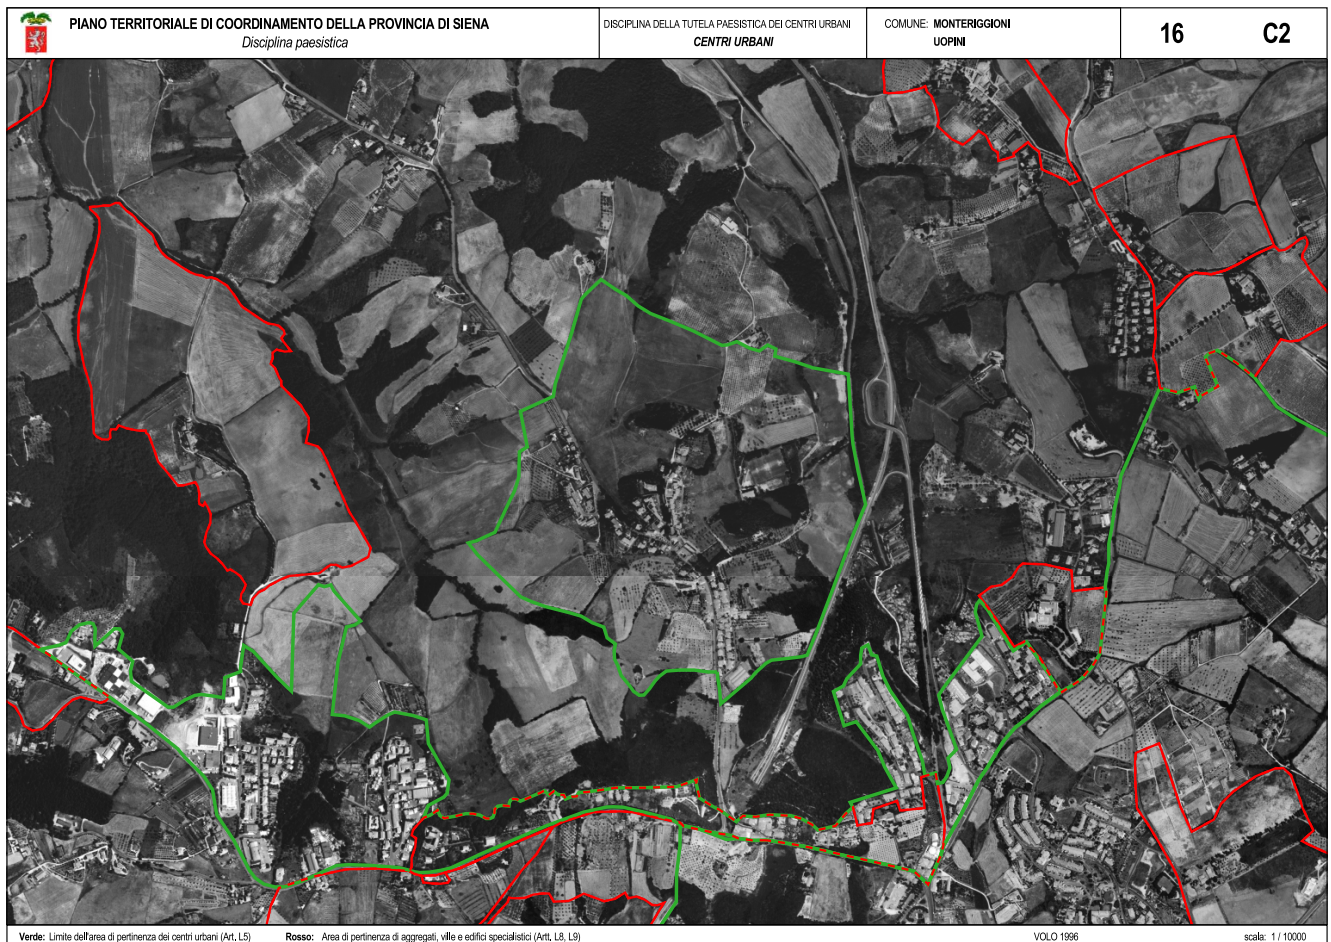 PIANO TERRITORIALE DI COORDINAMENTO DELLA PROVINCIA DI SIENA
Disciplina paesistica
DISCIPLINA DELLA TUTELA PAESISTICA DEI CENTRI URBANI
CENTRI URBANI
COMUNE: MONTERIGGIONI
UOPINI
16 C2
Verde: Limite dell'area di pertinenza dei centri urbani (Art. L5)
Rosso: Area di pertinenza di aggregati, ville e edifici specialistici (Artt. L8, L9)
VOLO 1996
scala: 1 / 10000